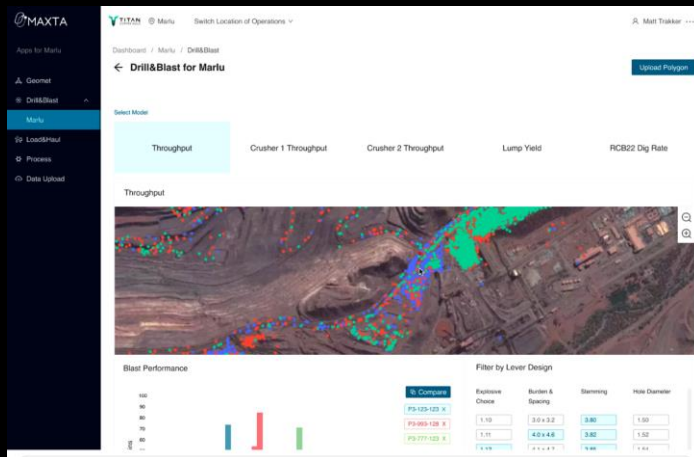 MAXTA
TITAN
Marlu
Switch Location of Operations
Matt Trakker
Apps for Marlu
Geomet
Drill&Blast
Marlu
Load&Haul
Process
Data Upload
Dashboard / Marlu / Drill&Blast
Drill&Blast for Marlu
Upload Polygon
Select Model
Throughput
Crusher 1 Throughput
Crusher 2 Throughput
Lump Yield
RCB22 Dig Rate
Throughput
Blast Performance
Compare
P3-123-123 X
P3-993-128 X
P3-777-123 X
100
90
80
70
60
50
Filter by Lever Design
Explosive Choice
Burden & Spacing
Stemming
Hole Diameter
1.10
3.0 x 3.2
3.80
1.50
1.11
4.0 x 4.6
3.82
1.52